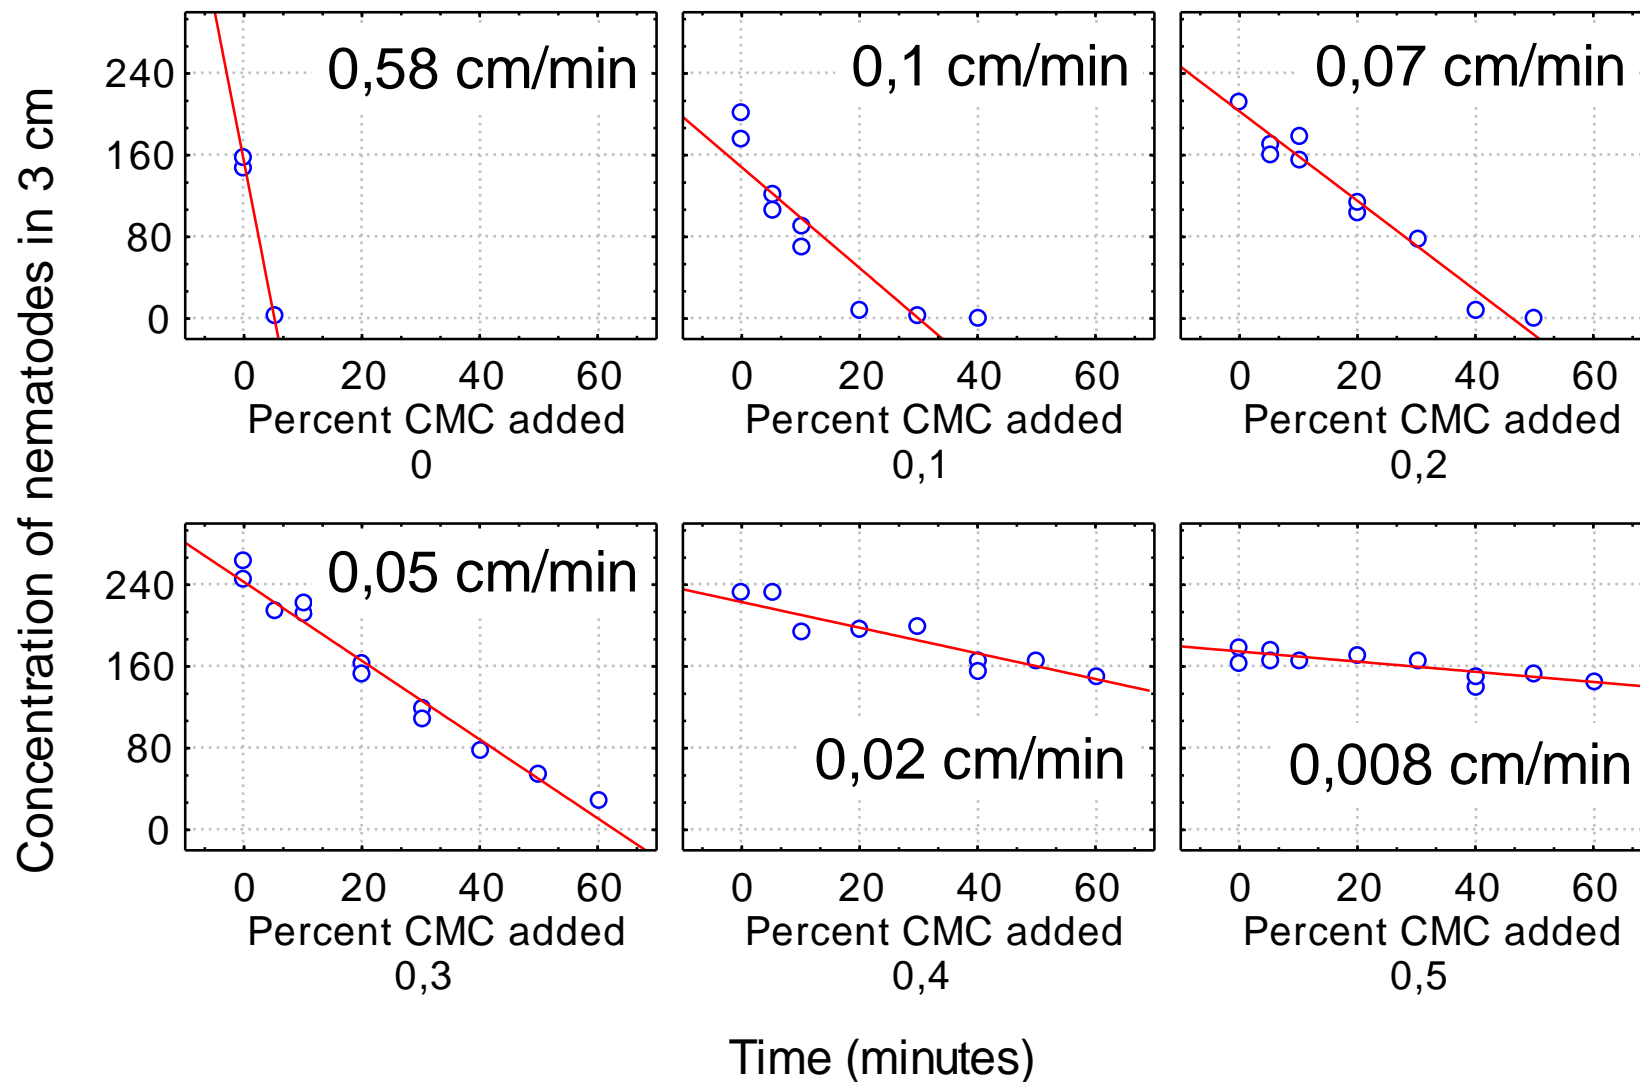 Concentration of nematodes in 3 cm
0,58 cm/min
0,1 cm/min
0,07 cm/min
240
160
80
0
0 20 40 60
0 20 40 60
0 20 40 60
Percent CMC added
0
Percent CMC added
0,1
Percent CMC added
0,2
0,05 cm/min
0,02 cm/min
0,008 cm/min
240
160
80
0
0 20 40 60
0 20 40 60
0 20 40 60
Percent CMC added
0,3
Percent CMC added
0,4
Percent CMC added
0,5
Time (minutes)